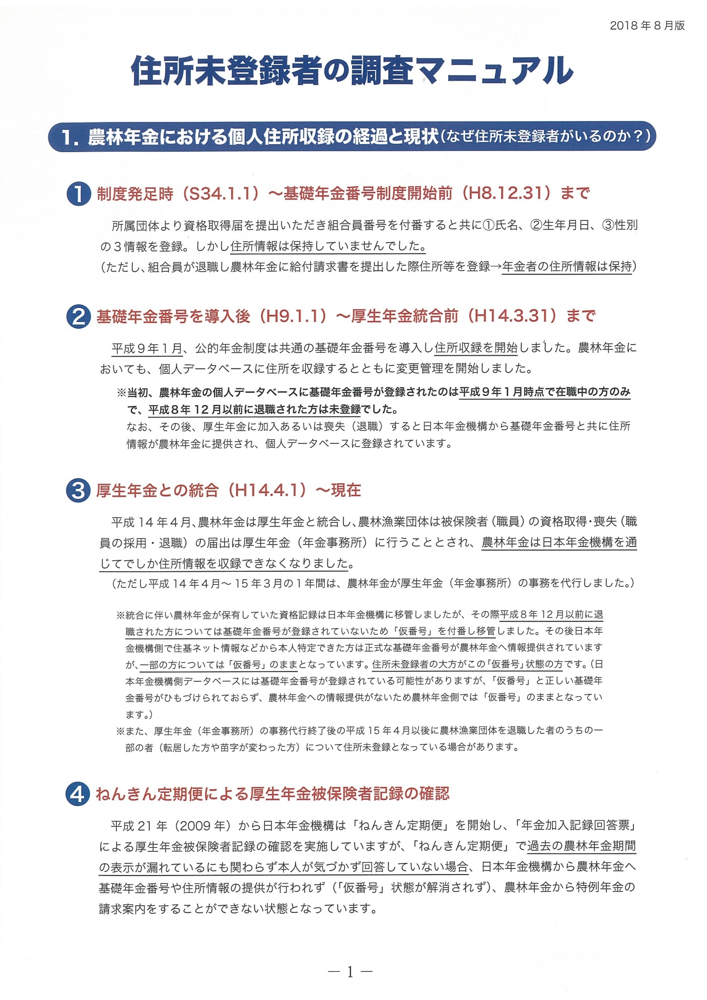 2018年8月版
住所未登録者の調査マニュアル
1. 農林年金における個人住所収録の経過と現状(なぜ住所未登録者がいるのか?)
1 制度発足時（S34.1.1）～基礎年金番号制度開始前（H8.12.31）まで
所属団体より資格取得届を提出いただき組合員番号を付番すると共に①氏名、②生年月日、③性別
の３情報を登録。しかし住所情報は保持していませんでした。
（ただし、組合員が退職し農林年金に給付請求書を提出した際住所等を登録→年金者の住所情報は保持）
2 基礎年金番号を導入後（H9.1.1）～厚生年金統合前（H14.3.31）まで
平成９年１月、公的年金制度は共通の基礎年金番号を導入し住所収録を開始しました。農林年金に
おいても、個人データベースに住所を収録するとともに変更管理を開始しました。
※当初、農林年金の個人データベースに基礎年金番号が登録されたのは平成９年１月時点で在職中の方のみ
で、平成８年12月以前に退職された方は未登録でした。
なお、その後、厚生年金に加入あるいは喪失（退職）すると日本年金機構から基礎年金番号と共に住所
情報が農林年金に提供され、個人データベースに登録されています。
3 厚生年金との統合（H14.4.1）～現在
平成14年４月、農林年金は厚生年金と統合し、農林漁業団体は被保険者（職員）の資格取得・喪失（職
員の採用・退職）の届出は厚生年金（年金事務所）に行うこととされ、農林年金は日本年金機構を通
じてでしか住所情報を収録できなくなりました。
（ただし平成14年４月～15年３月の１年間は、農林年金が厚生年金（年金事務所）の事務を代行しました。）
※統合に伴い農林年金が保有していた資格記録は日本年金機構に移管しましたが、その際平成８年12月以前に退
職された方については基礎年金番号が登録されていないため「仮番号」を付番し移管しました。その後日本年
金機構側で住基ネット情報などから本人特定できた方は正式な基礎年金番号が農林年金へ情報提供されています
が、一部の方については「仮番号」のままとなっています。住所未登録者の大方がこの「仮番号」状態の方です。（日
本年金機構側データベースには基礎年金番号が登録されている可能性がありますが、「仮番号」と正しい基礎年
金番号がひもづけられておらず、農林年金への情報提供がないため農林年金側では「仮番号」のままとなってい
ます。）
※また、厚生年金（年金事務所）の事務代行終了後の平成15年４月以後に農林漁業団体を退職した者のうちの一
部の者（転居した方や苗字が変わった方）について住所未登録となっている場合があります。
4 ねんきん定期便による厚生年金被保険者記録の確認
平成21年（2009年）から日本年金機構は「ねんきん定期便」を開始し、「年金加入記録回答票」
による厚生年金被保険者記録の確認を実施していますが、「ねんきん定期便」で過去の農林年金期間
の表示が漏れているにも関わらず本人が気づかず回答していない場合、日本年金機構から農林年金へ
基礎年金番号や住所情報の提供が行われず（「仮番号」状態が解消されず）、農林年金から特例年金の
請求案内をすることができない状態となっています。
― 1 ―